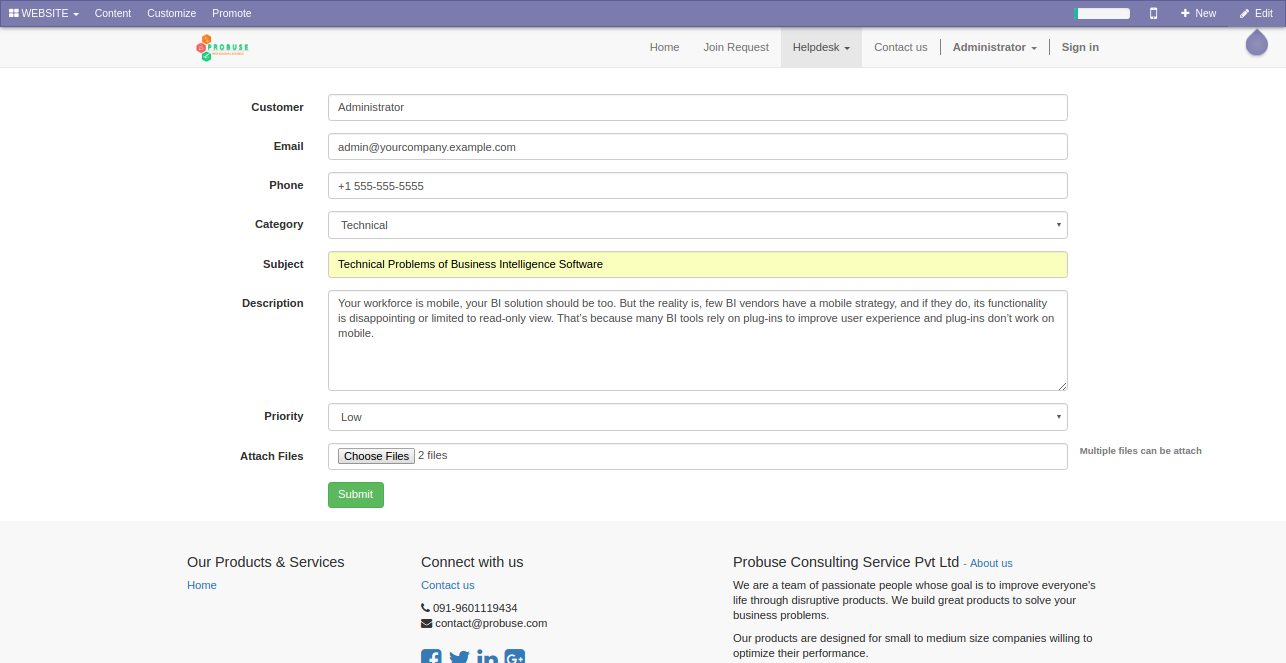 WEBSITE Content Customize Promote New Edit
PROBUSE Home Join Request Helpdesk Contact us Administrator Sign in
Customer Administrator
Email admin@yourcompany.example.com
Phone +1 555-555-5555
Category Technical
Subject Technical Problems of Business Intelligence Software
Description Your workforce is mobile, your BI solution should be too. But the reality is, few BI vendors have a mobile strategy, and if they do, its functionality
is disappointing or limited to read-only view. That’s because many BI tools rely on plug-ins to improve user experience and plug-ins don’t work on
mobile.
Priority Low
Attach Files Choose Files 2 files Multiple files can be attach
Submit
Our Products & Services
Home
Connect with us
Contact us
091-9601119434
contact@probuse.com
Probuse Consulting Service Pvt Ltd - About us
We are a team of passionate people whose goal is to improve everyone's
life through disruptive products. We build great products to solve your
business problems.
Our products are designed for small to medium size companies willing to
optimize their performance.